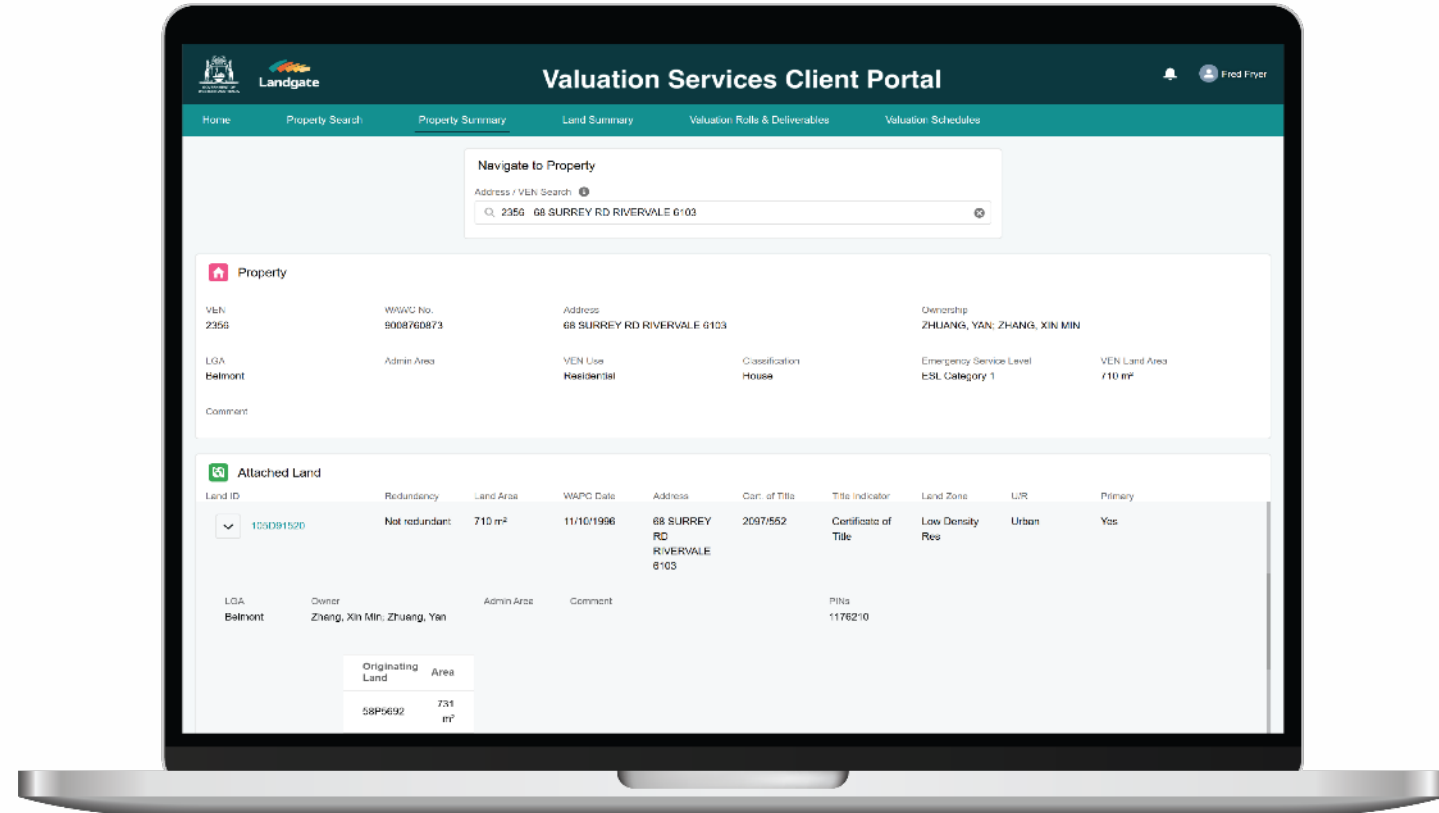 Landgate
Valuation Services Client Portal
Fred Fryer
Home Property Search Property Summary Land Summary Valuation Rolls & Deliverables Valuation Schedules
Navigate to Property
Address / VEN Search
2356 68 SURREY RD RIVERVALE 6103
Property
VEN WAWC No. Address Ownership
2356 9008760873 68 SURREY RD RIVERVALE 6103 ZHUANG, YAN; ZHANG, XIN MIN
LGA Admin Area VEN Use Classification Emergency Service Level VEN Land Area
Belmont Residential House ESL Category 1 710 m²
Comment
Attached Land
Land ID Redundancy Land Area WAPC Date Address Cert. of Title Title Indicator Land Zone U/R Primary
105D91520 Not redundant 710 m² 11/10/1996 68 SURREY 2097/552 Certificate of Low Density Urban Yes
RD Title Res
RIVERVALE
6103
LGA Owner Admin Area Comment PINs
Belmont Zhang, Xin Min; Zhuang, Yan 1176210
Originating Area
Land
58P5692 731
m²